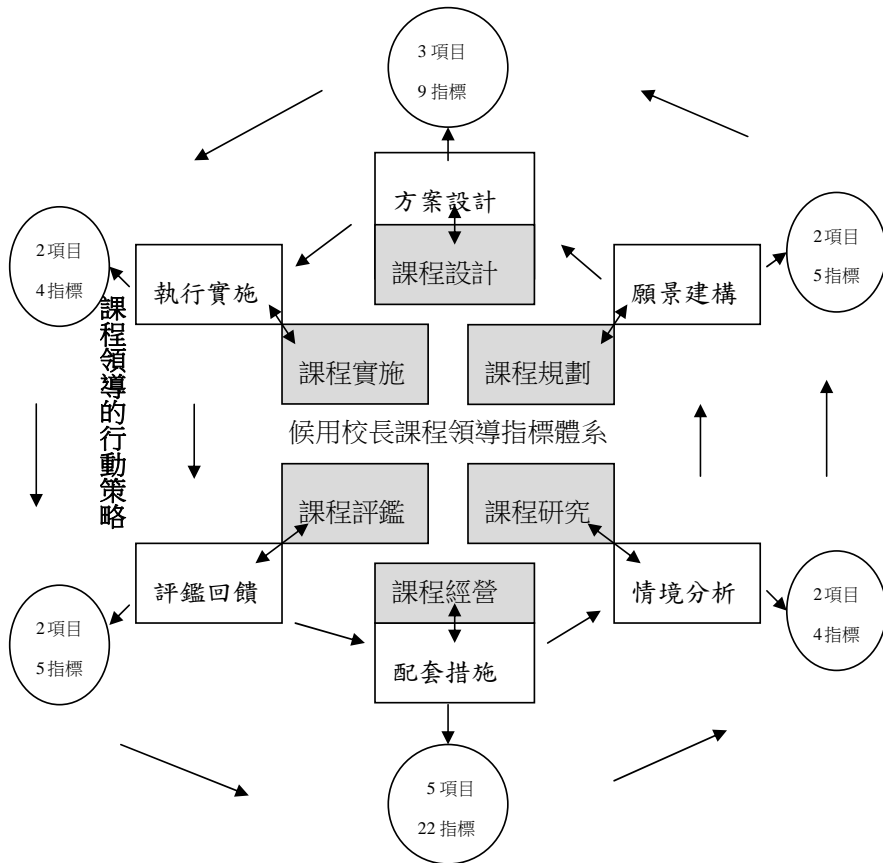 3 項目
9 指標
方案設計
課程設計
2 項目
4 指標
執行實施
課程實施
願景建構
課程規劃
2 項目
5 指標
課程領導的行動策略
候用校長課程領導指標體系
課程評鑑
評鑑回饋
2 項目
5 指標
課程研究
情境分析
2 項目
4 指標
課程經營
配套措施
5 項目
22 指標